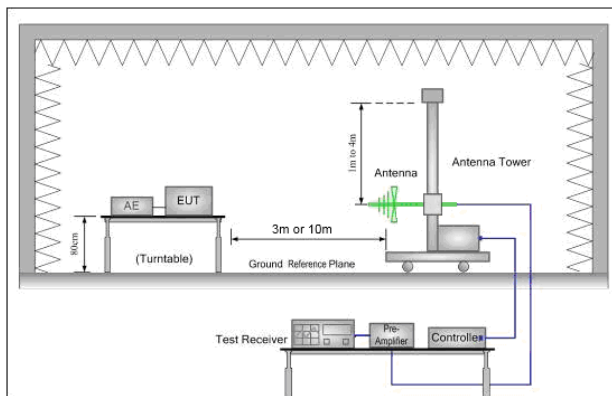 1m to 4m
Antenna
Antenna Tower
AE
EUT
80cm
3m or 10m
(Turntable)
Ground Reference Plane
Test Receiver
Pre-
Amplifier
Controller